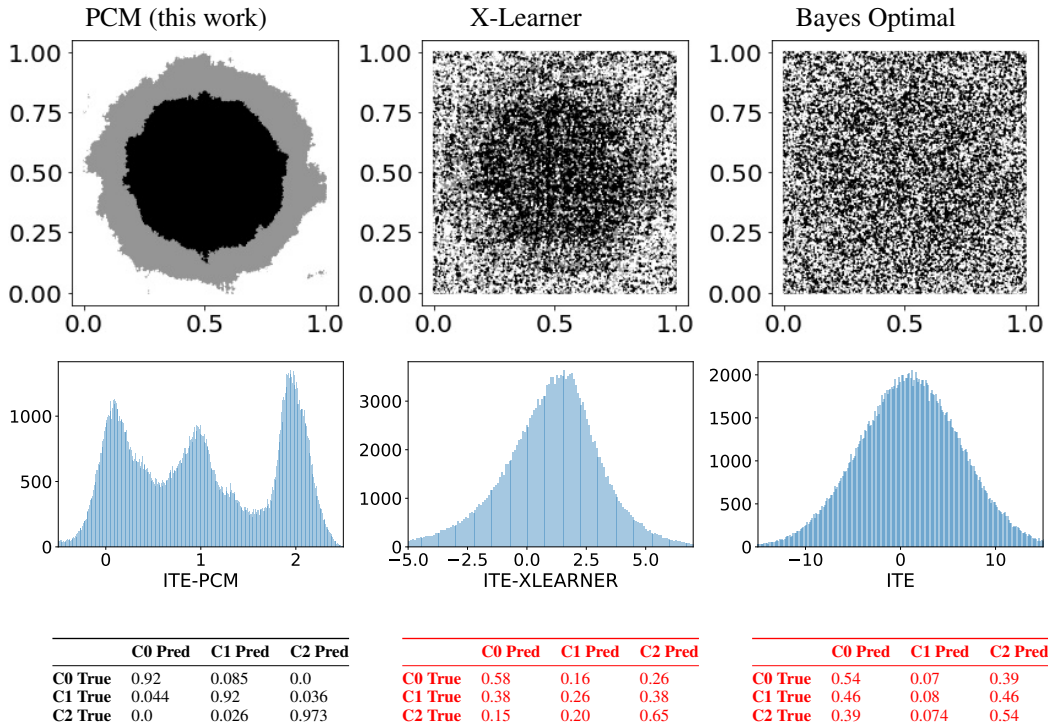 PCM (this work) X-Learner Bayes Optimal
1.00 1.00 1.00
0.75 0.75 0.75
0.50 0.50 0.50
0.25 0.25 0.25
0.00 0.00 0.00
0.0 0.5 1.0 0.0 0.5 1.0 0.0 0.5 1.0
1000 500 0
0 1 2
ITE-PCM
3000 2000 1000 0
−5.0 −2.5 0.0 2.5 5.0
ITE-XLEARNER
2000 1500 1000 500 0
−10 0 10
ITE
C0 Pred C1 Pred C2 Pred
C0 True 0.92 0.085 0.0
C1 True 0.044 0.92 0.036
C2 True 0.0 0.026 0.973
C0 Pred C1 Pred C2 Pred
C0 True 0.58 0.16 0.26
C1 True 0.38 0.26 0.38
C2 True 0.15 0.20 0.65
C0 Pred C1 Pred C2 Pred
C0 True 0.54 0.07 0.39
C1 True 0.46 0.08 0.46
C2 True 0.39 0.074 0.54